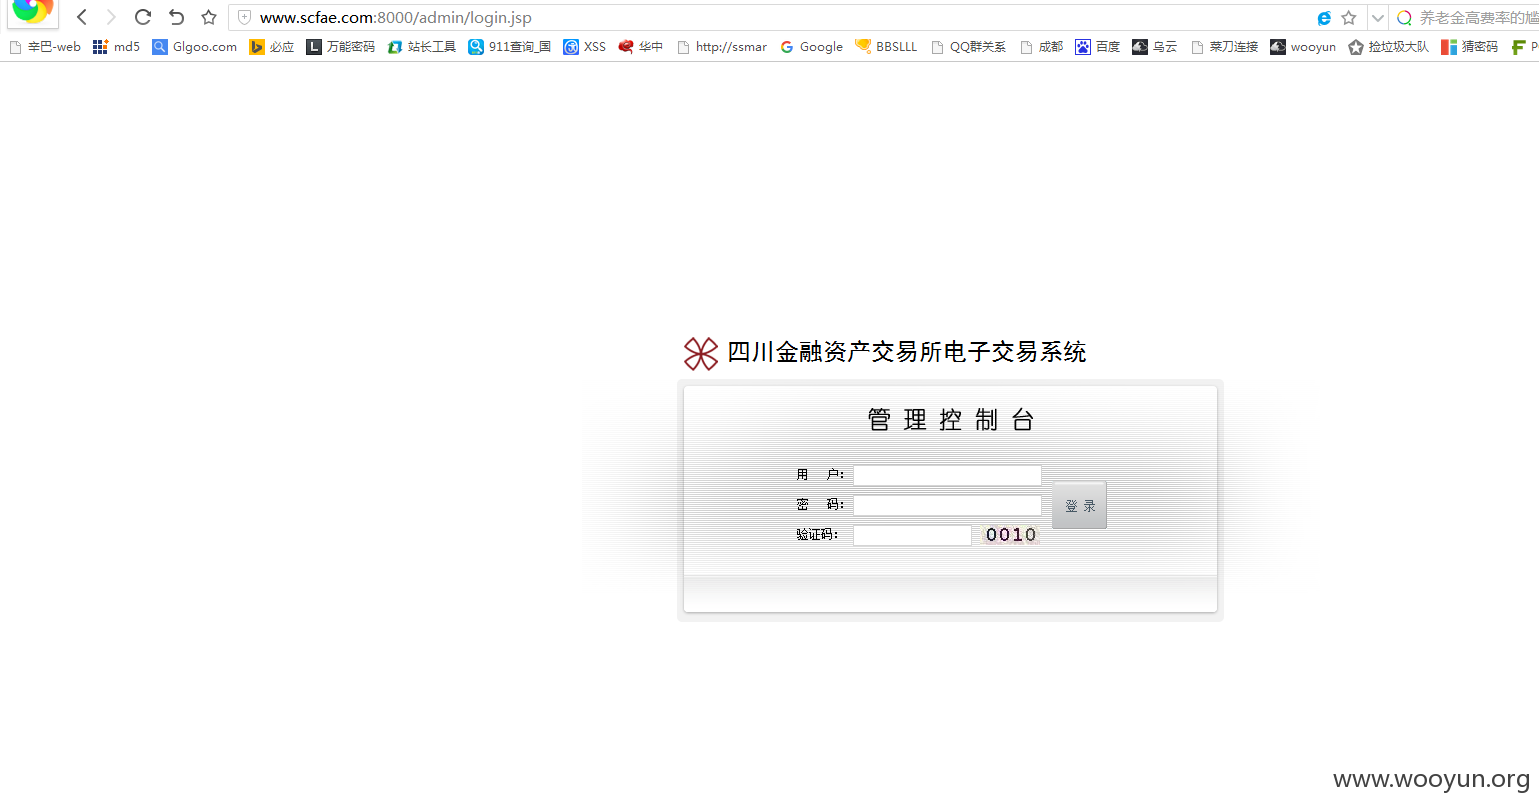 www.scfae.com:8000/admin/login.jsp
养老金高费率的尴
辛巴-web md5 Glgoo.com 必应 万能密码 站长工具 911查询_国 XSS 华中 http://ssmar Google BBSLLL QQ群关系 成都 百度 乌云 菜刀连接 wooyun 捡垃圾大队 猜密码
四川金融资产交易所电子交易系统
管理控制台
用 户:
密 码:
登 录
验证码: 0010
www.wooyun.org